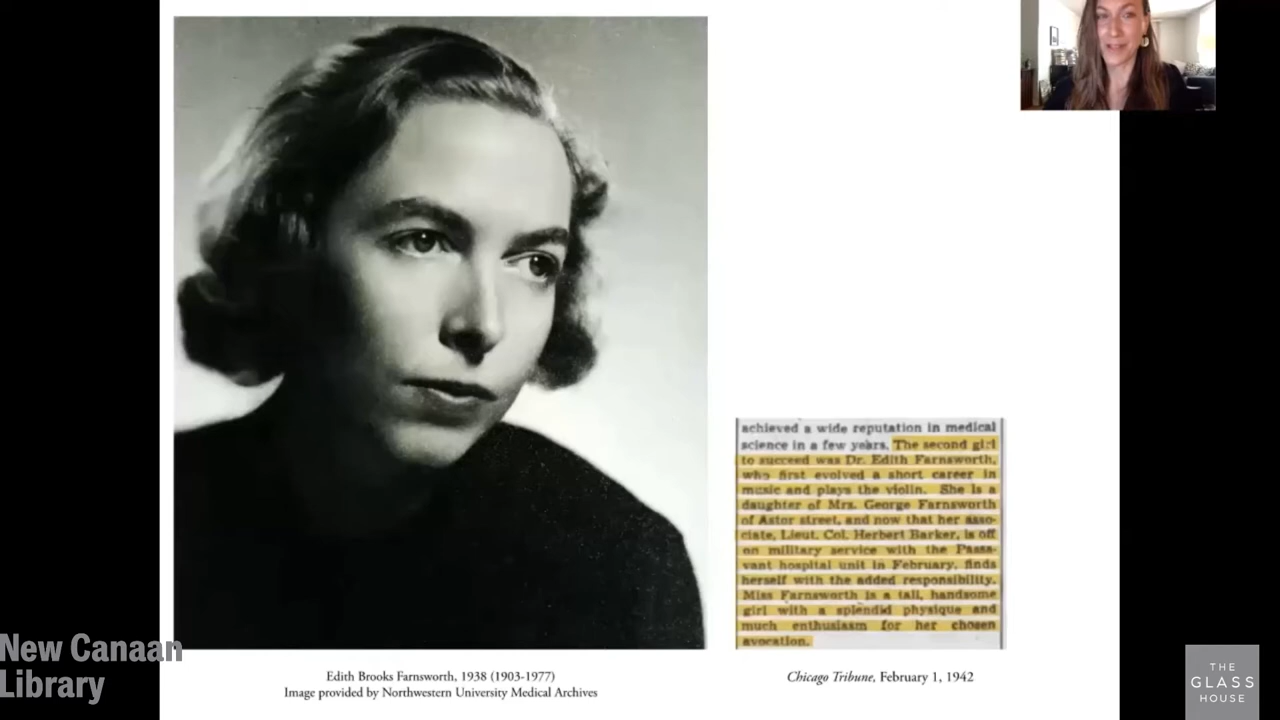 achieved a wide reputation in medical
science in a few years. The second girl
to succeed was Dr. Edith Farnsworth,
who first evolved a short career in
music and plays the violin. She is a
daughter of Mrs. George Farnsworth
of Astor street, and now that her asso-
ciate, Lieut. Col. Herbert Barker, is off
on military service with the Passa-
vant hospital unit in February, finds
herself with the added responsibility.
Miss Farnsworth is a tall, handsome
girl with a splendid physique and
much enthusiasm for her chosen
avocation.
Edith Brooks Farnsworth, 1938 (1903-1977)
Image provided by Northwestern University Medical Archives
Chicago Tribune, February 1, 1942
New Canaan
Library
THE
GLASS
HOUSE